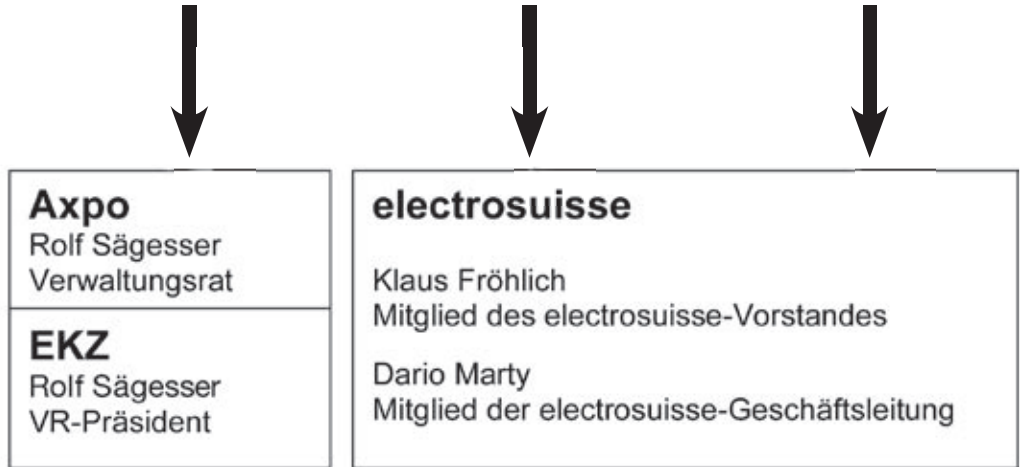 Axpo
Rolf Sägesser
Verwaltungsrat
EKZ
Rolf Sägesser
VR-Präsident
electrosuisse
Klaus Fröhlich
Mitglied des electrosuisse-Vorstandes
Dario Marty
Mitglied der electrosuisse-Geschäftsleitung